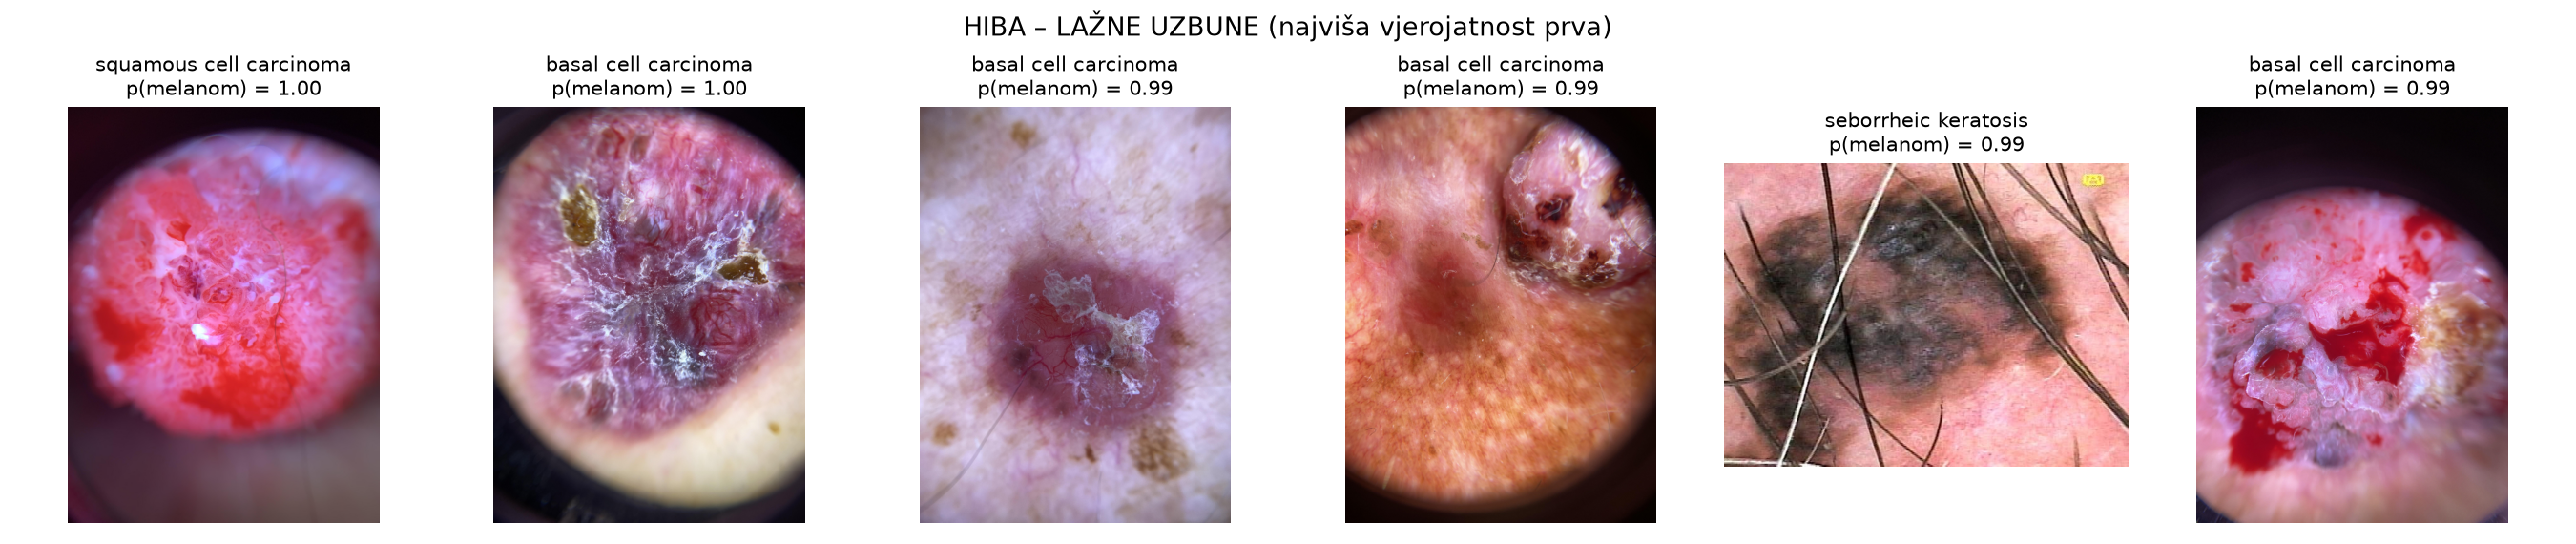 HIBA – LAŽNE UZBUNE (najviša vjerojatnost prva)
squamous cell carcinoma
p(melanom) = 1.00
basal cell carcinoma
p(melanom) = 1.00
basal cell carcinoma
p(melanom) = 0.99
basal cell carcinoma
p(melanom) = 0.99
seborrheic keratosis
p(melanom) = 0.99
basal cell carcinoma
p(melanom) = 0.99